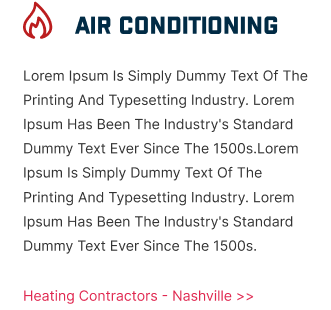 AIR CONDITIONING
Lorem Ipsum Is Simply Dummy Text Of The
Printing And Typesetting Industry. Lorem
Ipsum Has Been The Industry's Standard
Dummy Text Ever Since The 1500s.Lorem
Ipsum Is Simply Dummy Text Of The
Printing And Typesetting Industry. Lorem
Ipsum Has Been The Industry's Standard
Dummy Text Ever Since The 1500s.
Heating Contractors - Nashville >>